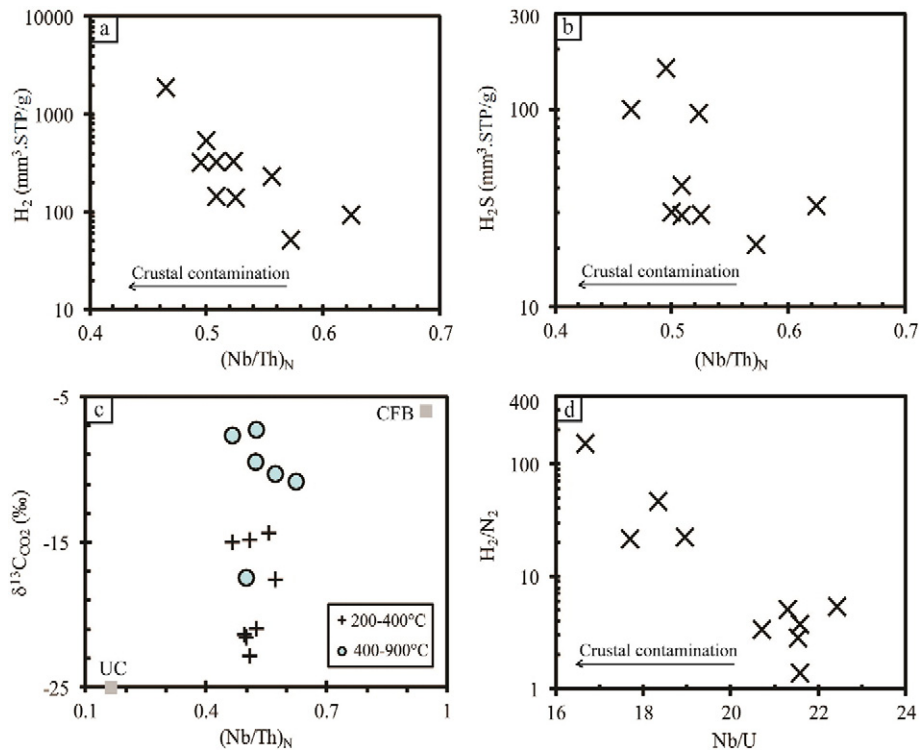 a
10000
1000
100
10
H₂ (mm³.STP/g)
Crustal contamination
0.4 0.5 0.6 0.7
(Nb/Th)N
b
300
100
10
H₂S (mm³.STP/g)
Crustal contamination
0.4 0.5 0.6 0.7
(Nb/Th)N
c
-5
-15
-25
δ¹³C CO2 (‰)
CFB
UC
200-400°C
400-900°C
0.1 0.4 0.7 1
(Nb/Th)N
d
400
100
10
1
H₂/N₂
Crustal contamination
16 18 20 22 24
Nb/U